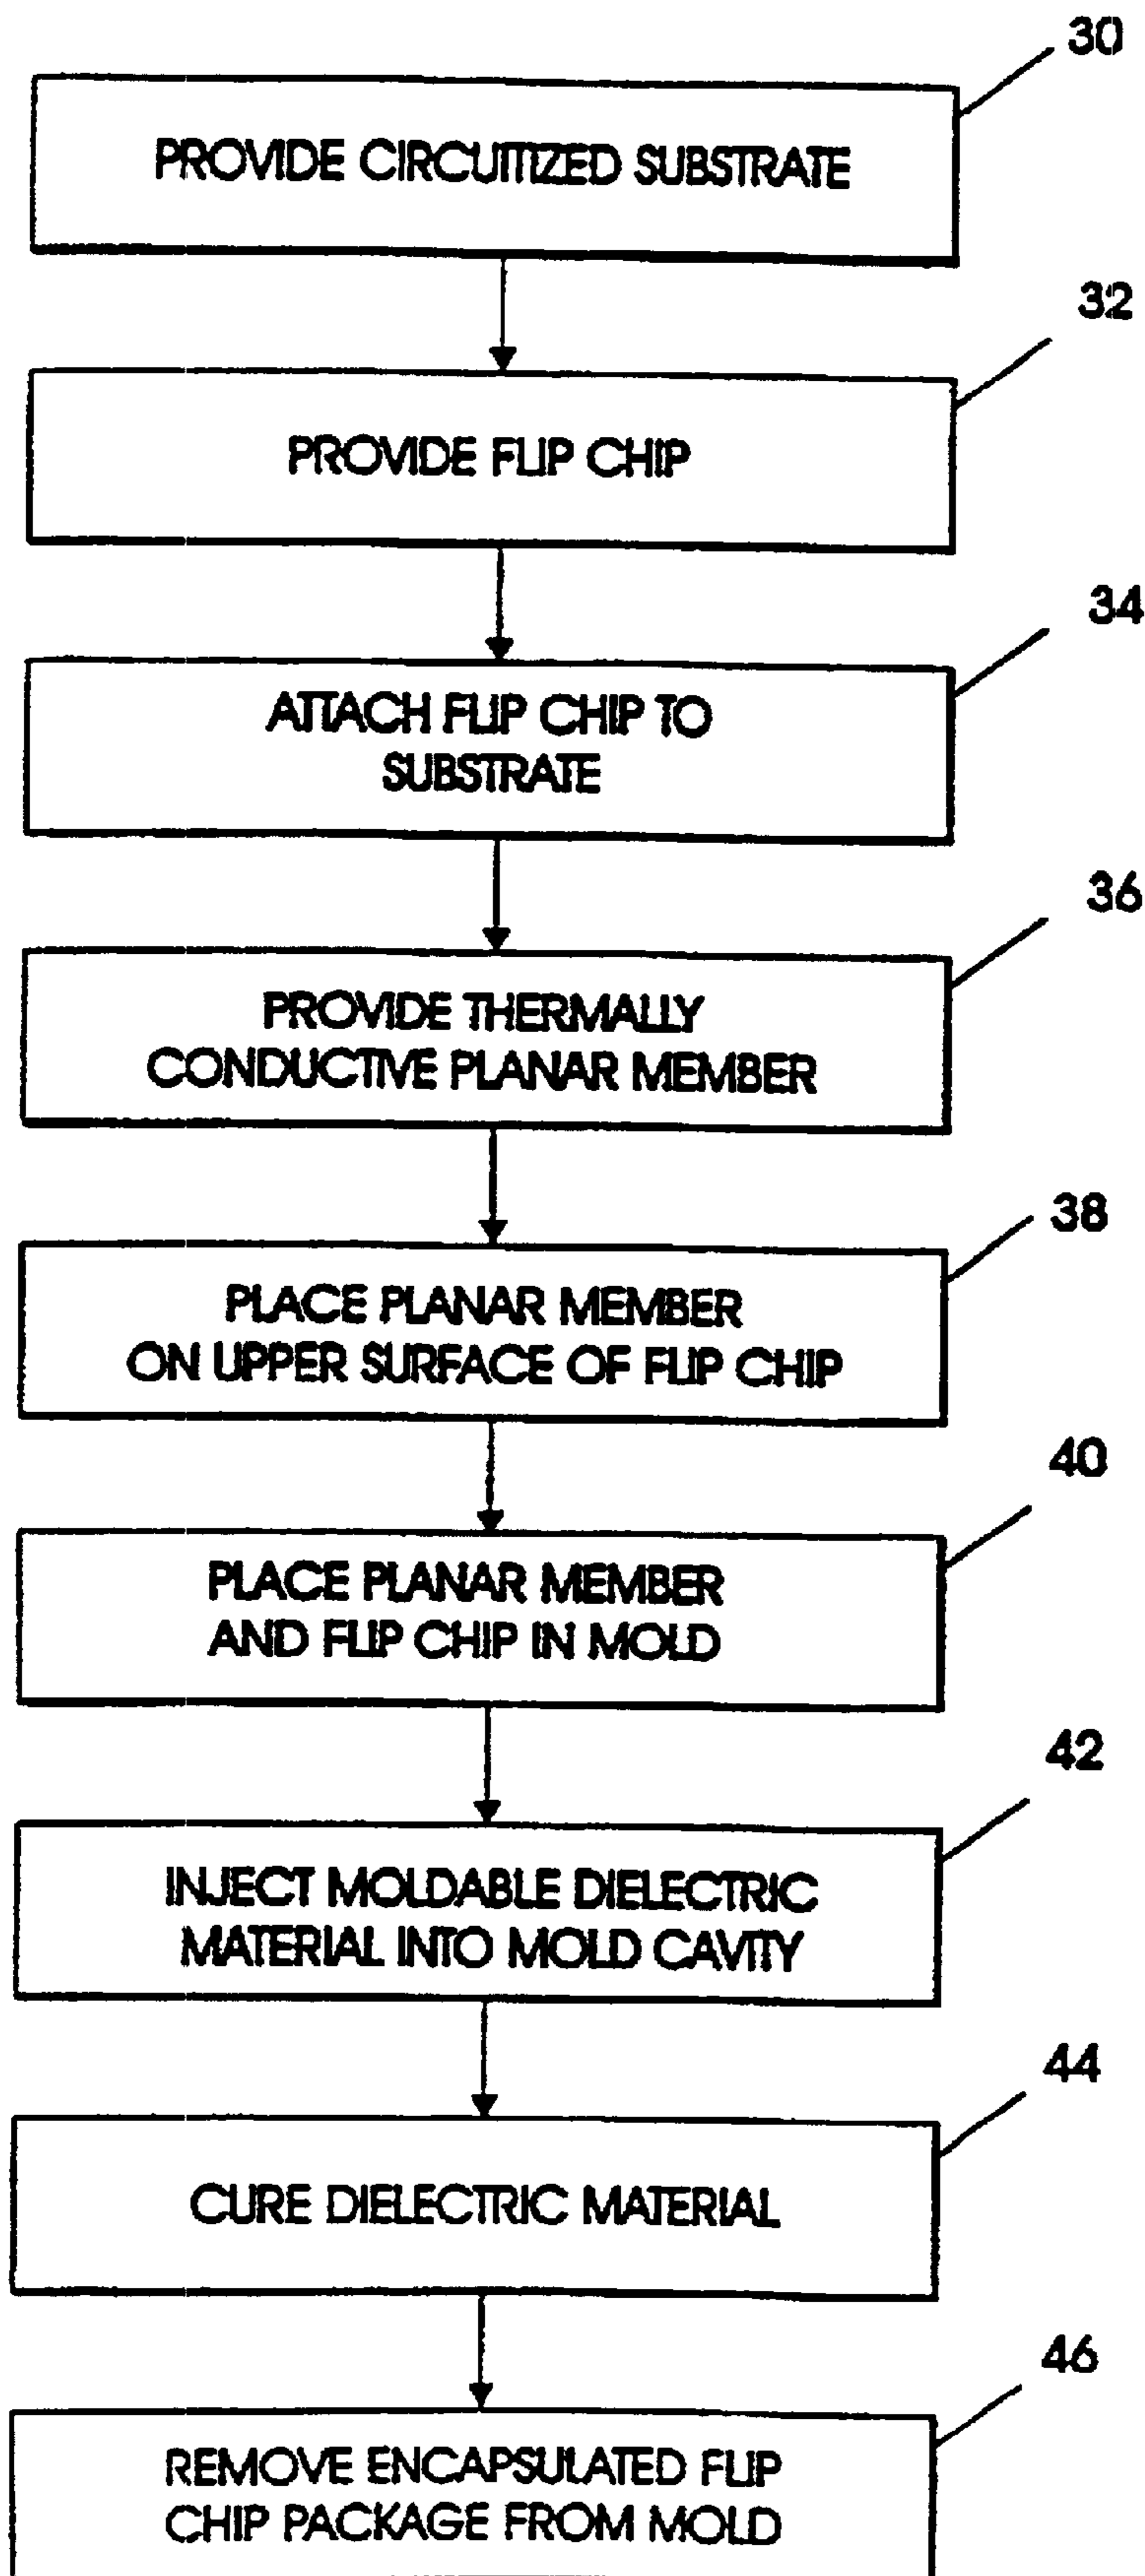 30
PROVIDE CIRCUITIZED SUBSTRATE
32
PROVIDE FLIP CHIP
34
ATTACH FLIP CHIP TO
SUBSTRATE
36
PROVIDE THERMALLY
CONDUCTIVE PLANAR MEMBER
38
PLACE PLANAR MEMBER
ON UPPER SURFACE OF FLIP CHIP
40
PLACE PLANAR MEMBER
AND FLIP CHIP IN MOLD
42
INJECT MOLDABLE DIELECTRIC
MATERIAL INTO MOLD CAVITY
44
CURE DIELECTRIC MATERIAL
46
REMOVE ENCAPSULATED FLIP
CHIP PACKAGE FROM MOLD